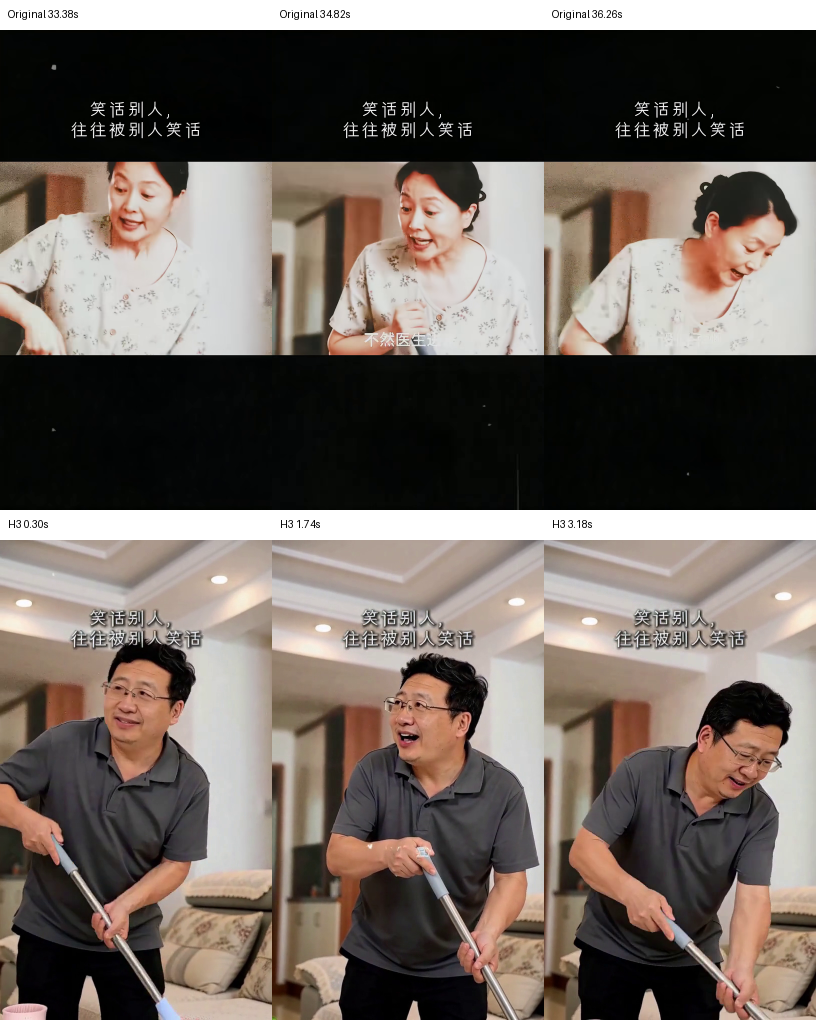 Original 33.38s
Original 34.82s
Original 36.26s
笑话别人,
往往被别人笑话
笑话别人,
往往被别人笑话
笑话别人,
往往被别人笑话
不然医生
H3 0.30s
H3 1.74s
H3 3.18s
笑话别人,
往往被别人笑话
笑话别人,
往往被别人笑话
笑话别人,
往往被别人笑话